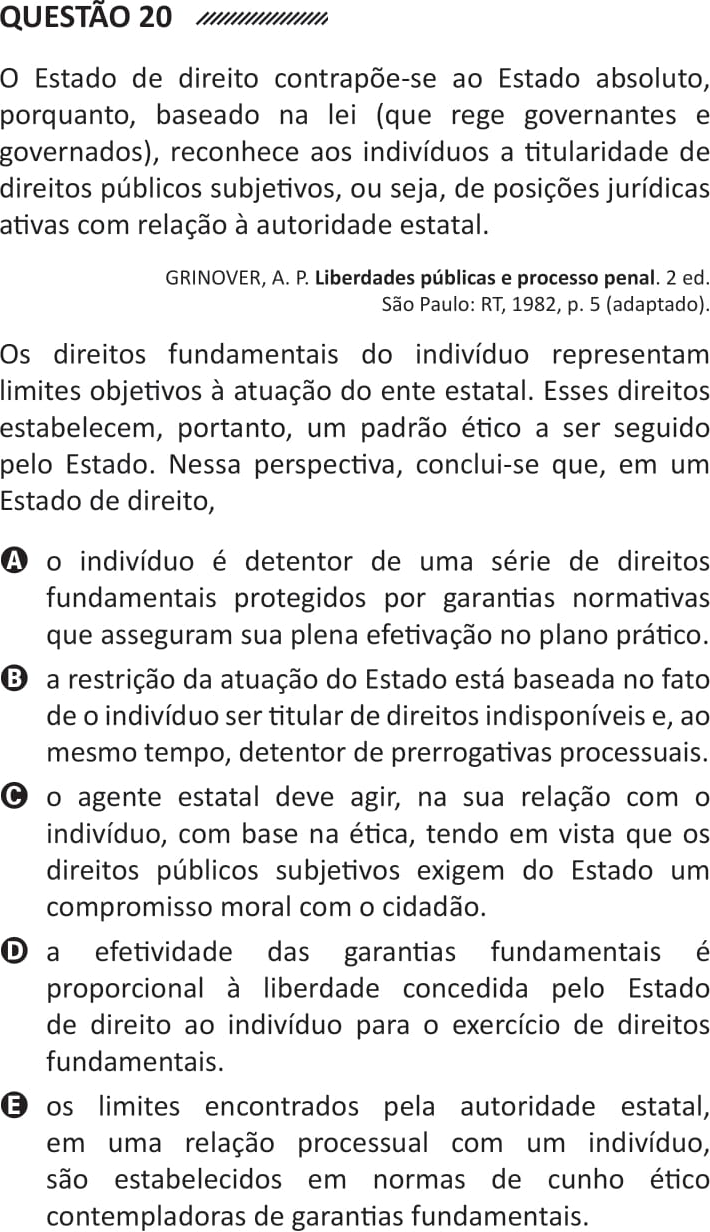 QUESTÃO 20
O Estado de direito contrapõe-se ao Estado absoluto,
porquanto, baseado na lei (que rege governantes e
governados), reconhece aos indivíduos a titularidade de
direitos públicos subjetivos, ou seja, de posições jurídicas
ativas com relação à autoridade estatal.
GRINOVER, A. P. Liberdades públicas e processo penal. 2 ed.
São Paulo: RT, 1982, p. 5 (adaptado).
Os direitos fundamentais do indivíduo representam
limites objetivos à atuação do ente estatal. Esses direitos
estabelecem, portanto, um padrão ético a ser seguido
pelo Estado. Nessa perspectiva, conclui-se que, em um
Estado de direito,
A o indivíduo é detentor de uma série de direitos
fundamentais protegidos por garantias normativas
que asseguram sua plena efetivação no plano prático.
B a restrição da atuação do Estado está baseada no fato
de o indivíduo ser titular de direitos indisponíveis e, ao
mesmo tempo, detentor de prerrogativas processuais.
C o agente estatal deve agir, na sua relação com o
indivíduo, com base na ética, tendo em vista que os
direitos públicos subjetivos exigem do Estado um
compromisso moral com o cidadão.
D a efetividade das garantias fundamentais é
proporcional à liberdade concedida pelo Estado
de direito ao indivíduo para o exercício de direitos
fundamentais.
E os limites encontrados pela autoridade estatal,
em uma relação processual com um indivíduo,
são estabelecidos em normas de cunho ético
contempladoras de garantias fundamentais.